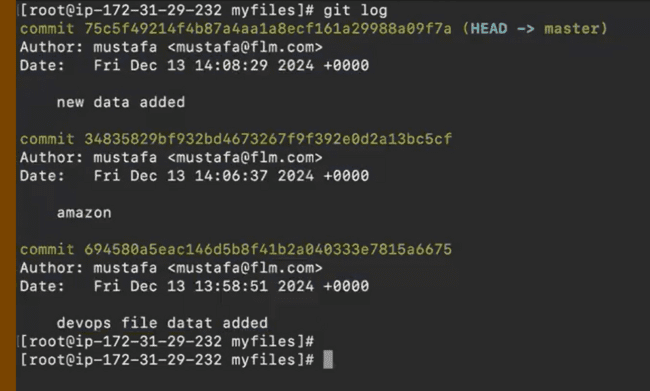 [root@ip-172-31-29-232 myfiles]# git log
commit 75c5f49214f4b87a4aa1a8ecf161a29988a09f7a (HEAD -> master)
Author: mustafa <mustafa@flm.com>
Date:   Fri Dec 13 14:08:29 2024 +0000
new data added
commit 34835829bf932bd4673267f9f392e0d2a13bc5cf
Author: mustafa <mustafa@flm.com>
Date:   Fri Dec 13 14:06:37 2024 +0000
amazon
commit 694580a5eac146d5b8f41b2a040333e7815a6675
Author: mustafa <mustafa@flm.com>
Date:   Fri Dec 13 13:58:51 2024 +0000
devops file datat added
[root@ip-172-31-29-232 myfiles]#
[root@ip-172-31-29-232 myfiles]#